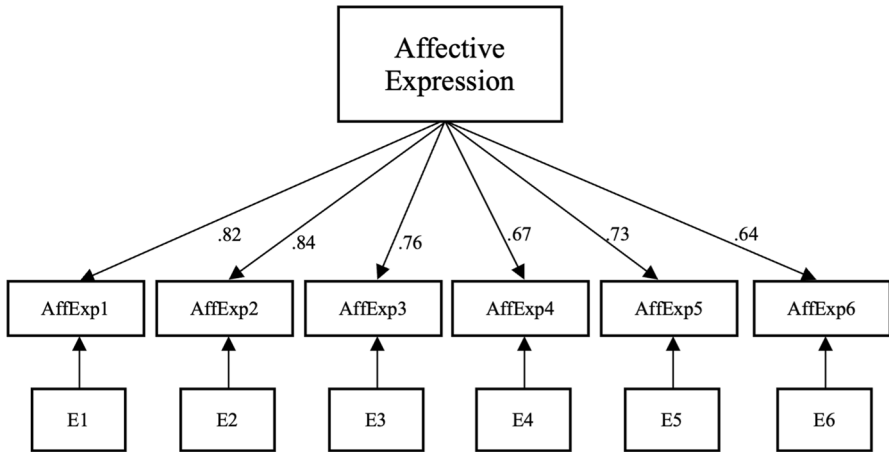 Affective
Expression
.82
.84
.76
.67
.73
.64
AffExp1
AffExp2
AffExp3
AffExp4
AffExp5
AffExp6
E1
E2
E3
E4
E5
E6